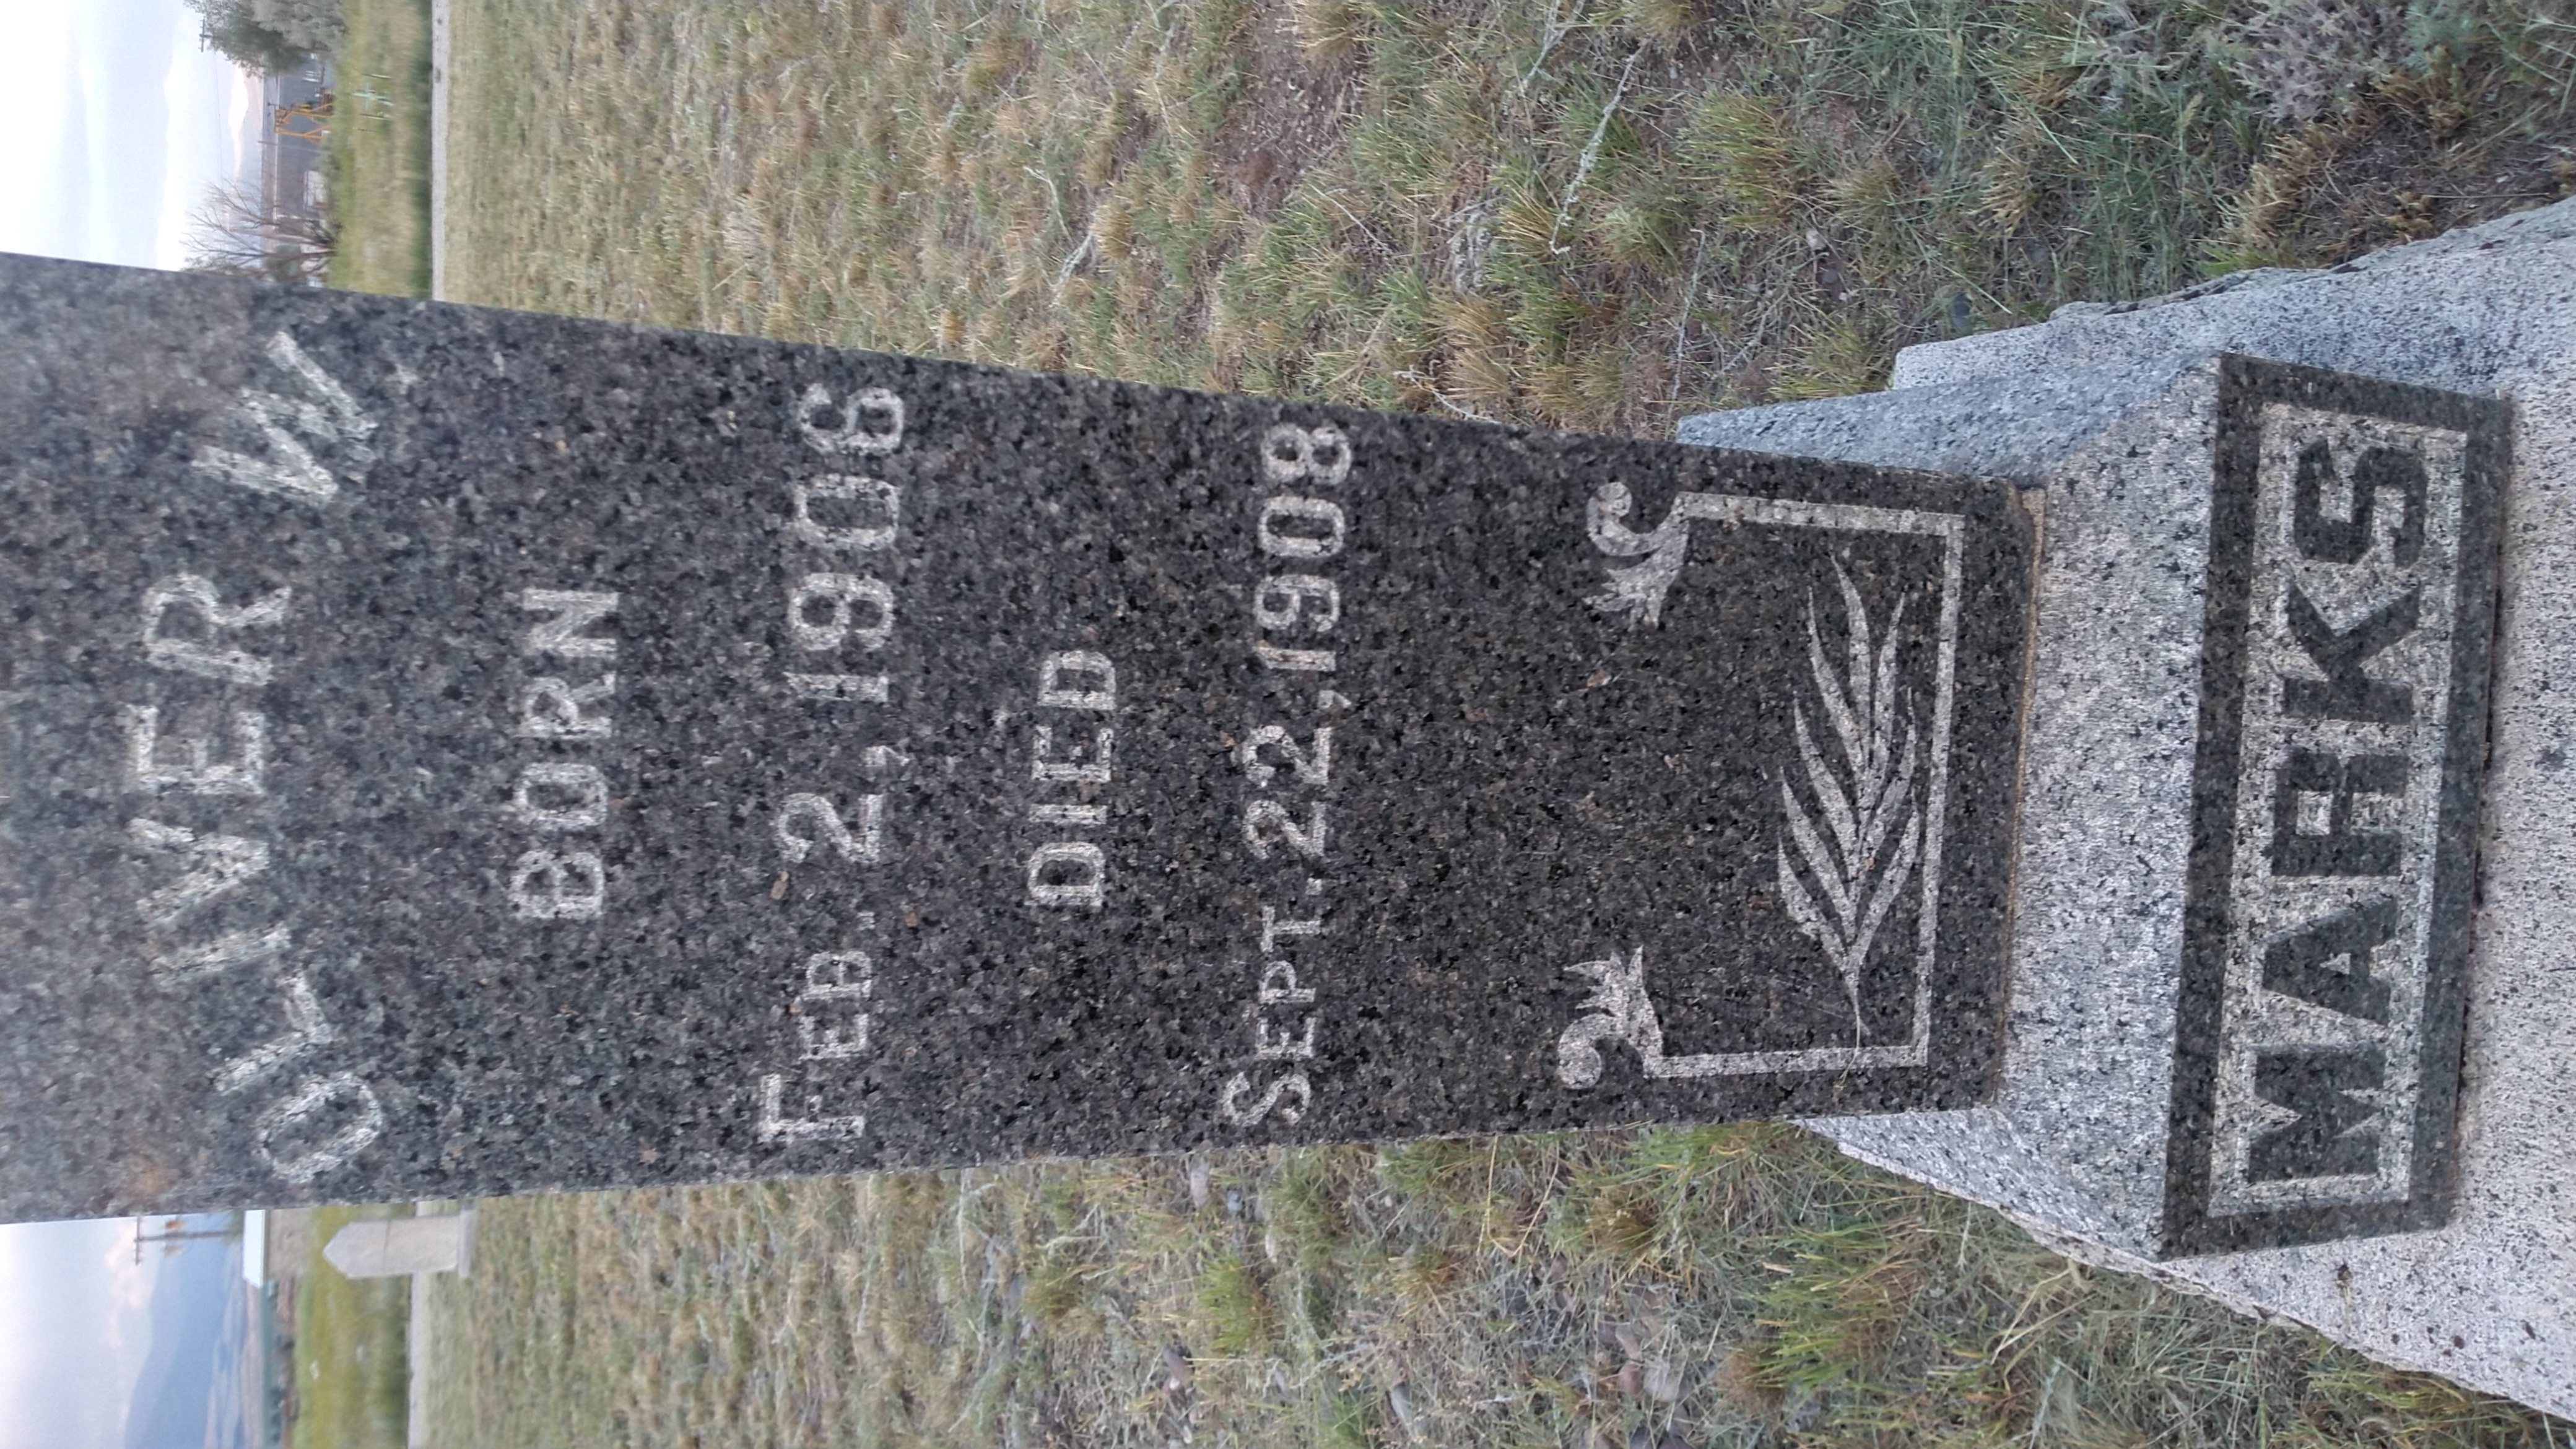 OLIVER W.
BORN
FEB. 2, 1906
DIED
SEPT. 22, 1908
MARKS